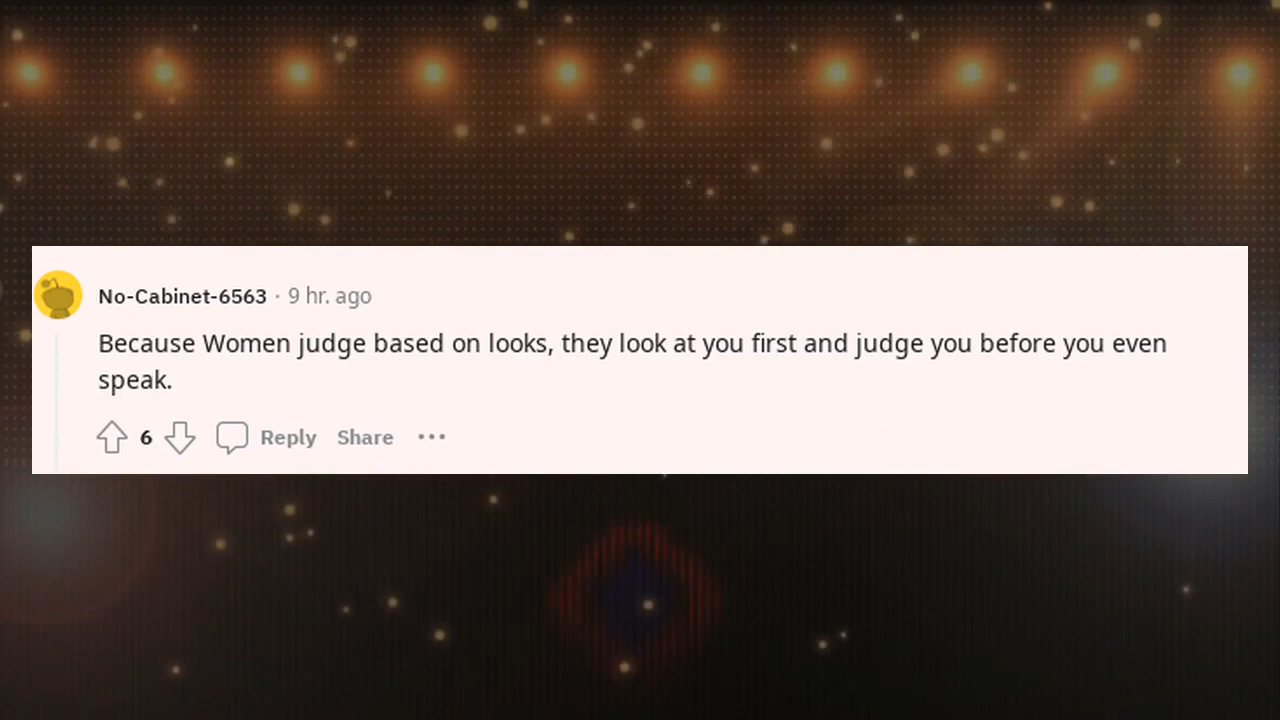 No-Cabinet-6563 · 9 hr. ago
Because Women judge based on looks, they look at you first and judge you before you even
speak.
6 Reply Share ···